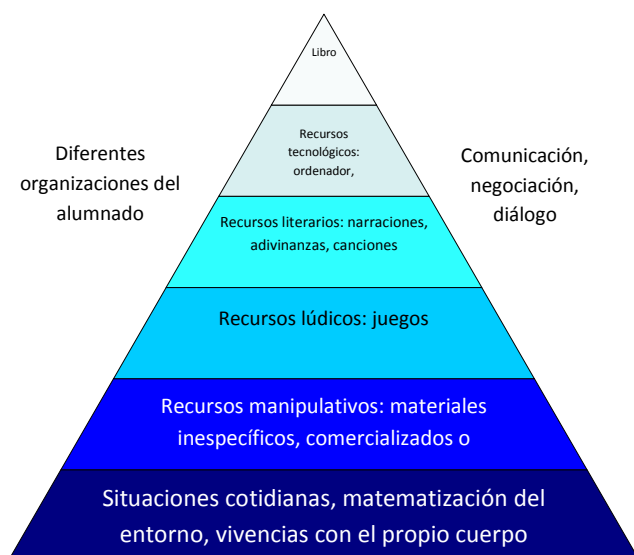 Libro
Recursos
tecnológicos:
ordenador,
Diferentes
organizaciones del
alumnado
Comunicación,
negociación,
diálogo
Recursos literarios: narraciones,
adivinanzas, canciones
Recursos lúdicos: juegos
Recursos manipulativos: materiales
inespecíficos, comercializados o
Situaciones cotidianas, matematización del
entorno, vivencias con el propio cuerpo